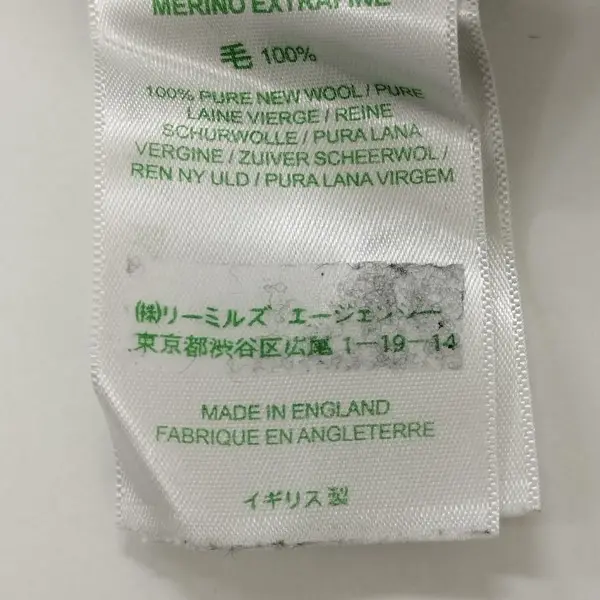 MERINO EXTRAFINE
毛 100%
100% PURE NEW WOOL / PURE
LAINE VIERGE / REINE
SCHURWOLLE / PURA LANA
VERGINE / ZUIVER SCHEERWOL /
REN NY ULD / PURA LANA VIRGEM
㈱リーミルズ エージェンシー
東京都渋谷区広尾 1-19-14
MADE IN ENGLAND
FABRIQUE EN ANGLETERRE
イギリス製